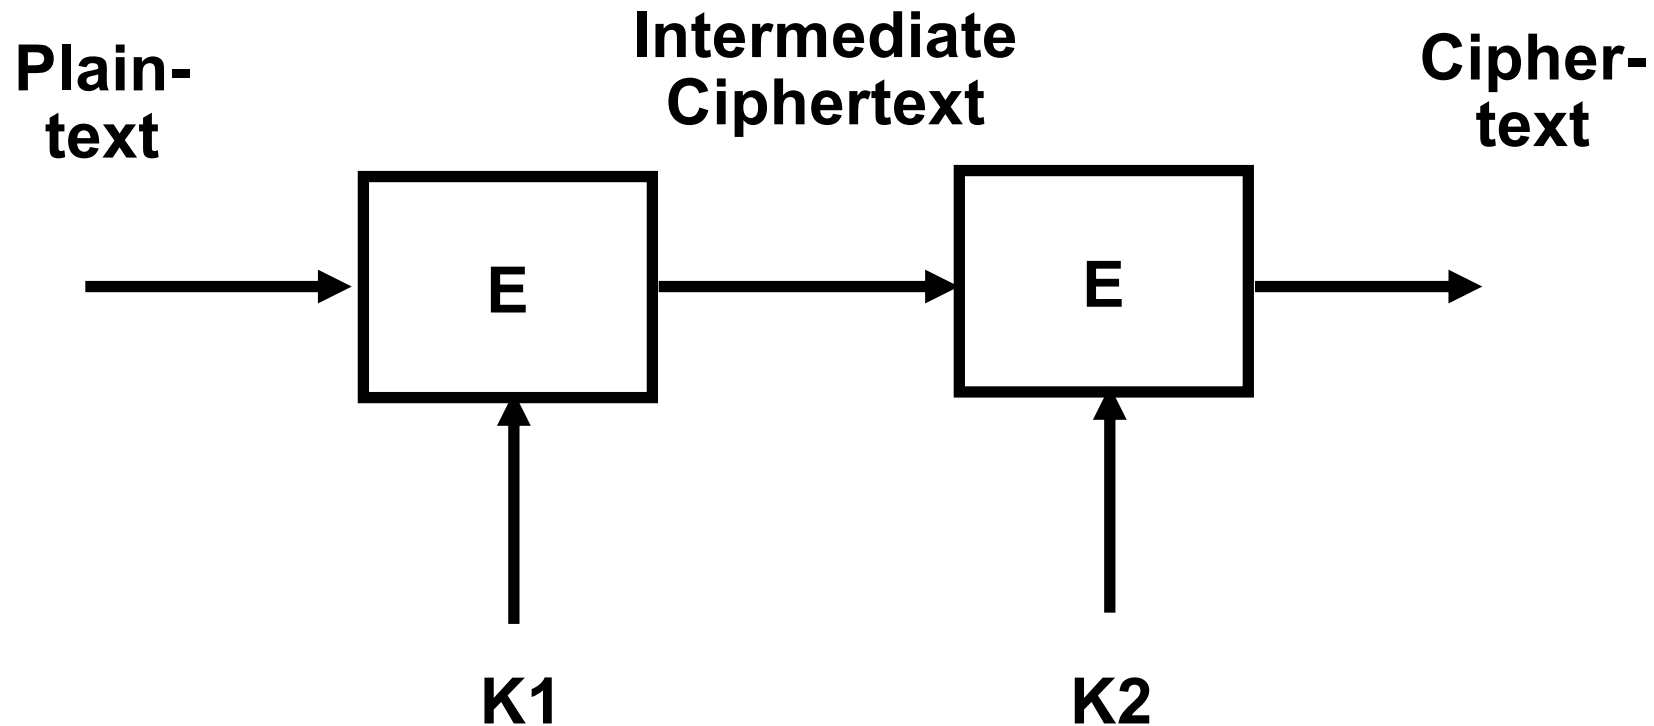 Plain-
text
Intermediate
Ciphertext
Cipher-
text
E
E
K1
K2